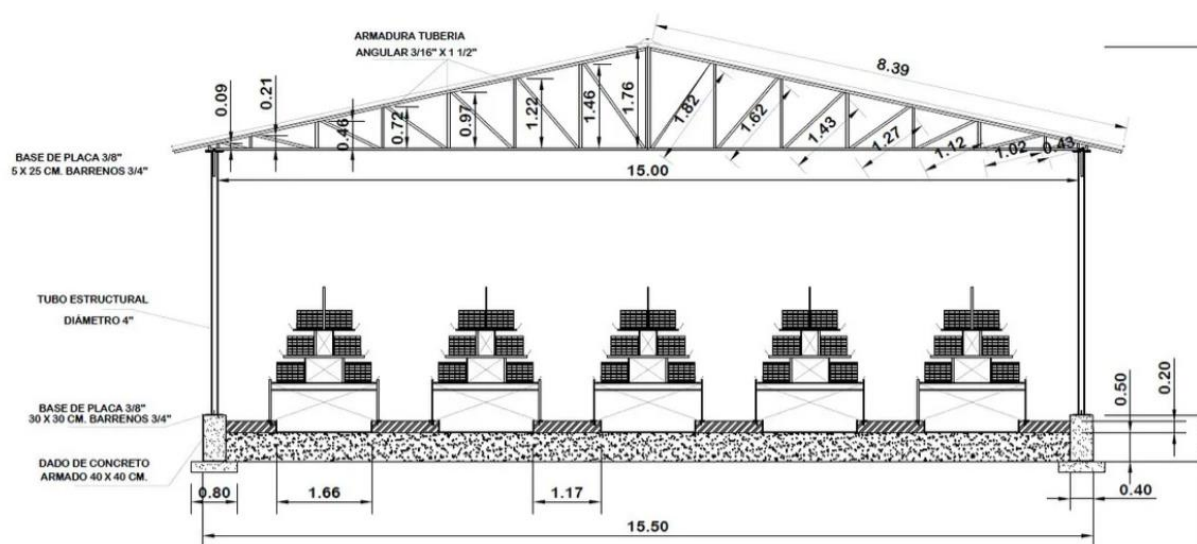 ARMADURA TUBERIA
ANGULAR 3/16" X 1 1/2"
8.39
0.09
0.21
0.46
0.72
0.97
1.22
1.46
1.76
1.82
1.62
1.43
1.27
1.12
1.02
0.43
BASE DE PLACA 3/8"
5 X 25 CM. BARRENOS 3/4"
15.00
TUBO ESTRUCTURAL
DIÁMETRO 4"
BASE DE PLACA 3/8"
30 X 30 CM. BARRENOS 3/4"
0.50
0.20
DADO DE CONCRETO
ARMADO 40 X 40 CM.
0.80
1.66
1.17
0.40
15.50